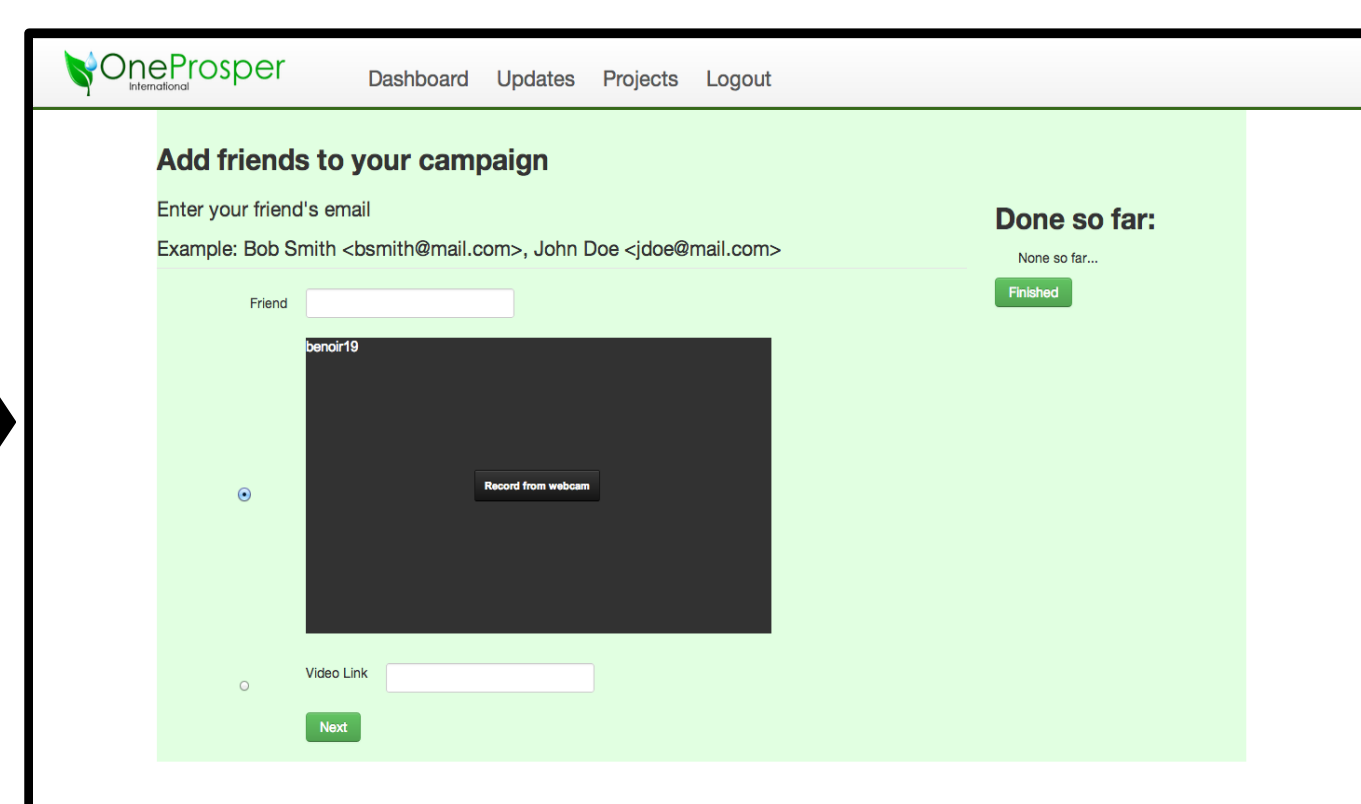 OneProsper
International
Dashboard Updates Projects Logout
Add friends to your campaign
Enter your friend's email
Example: Bob Smith <bsmith@mail.com>, John Doe <jdoe@mail.com>
Done so far:
None so far...
Finished
Friend
benoir19
Record from webcam
Video Link
Next